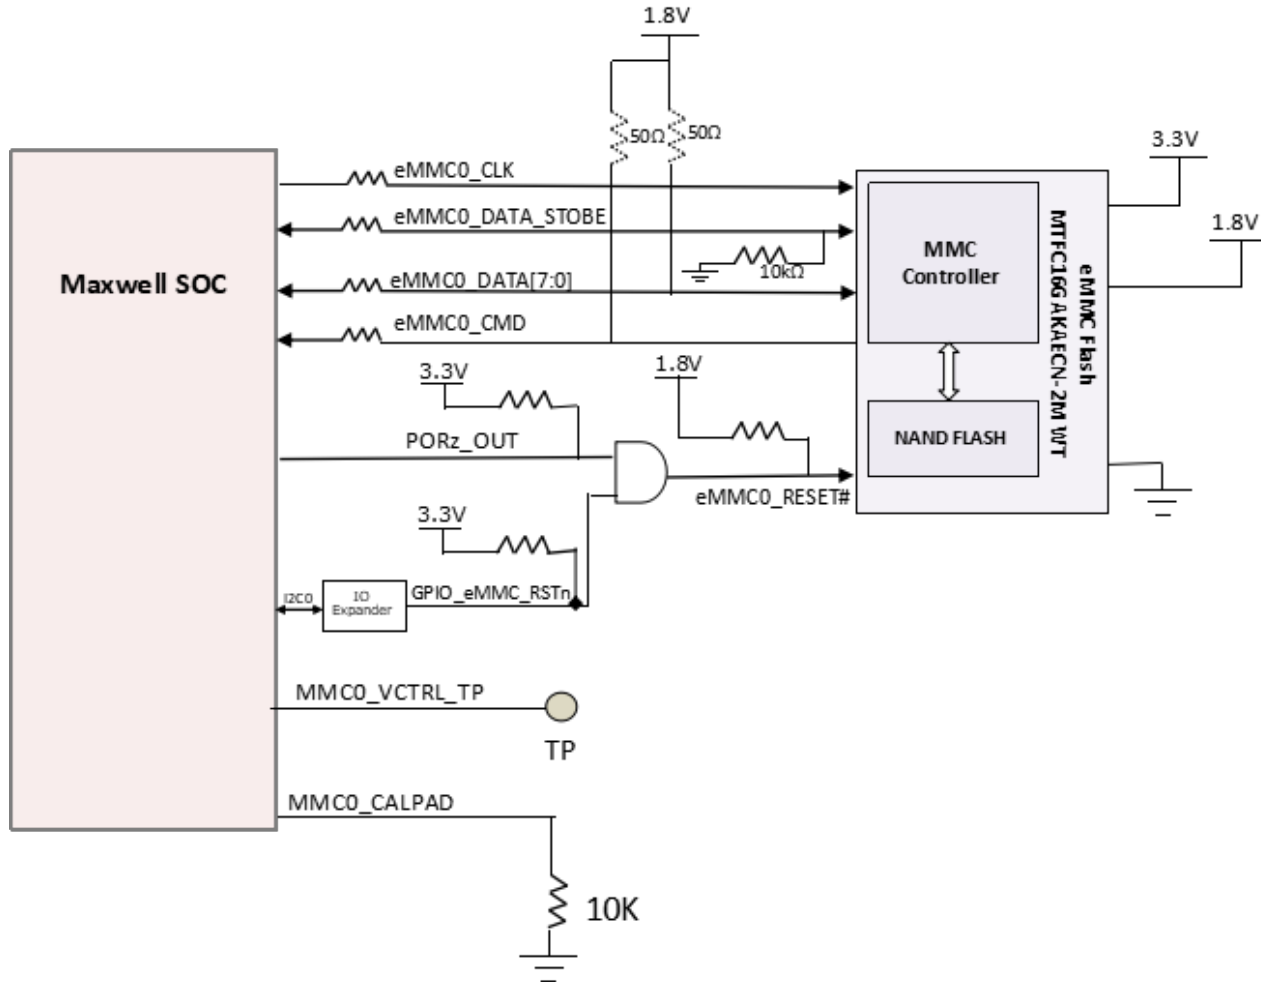 1.8V
50Ω
50Ω
3.3V
1.8V
Maxwell SOC
eMMC0_CLK
eMMC0_DATA_STOBE
10kΩ
eMMC0_DATA[7:0]
eMMC0_CMD
MMC
Controller
NAND FLASH
eMMC Flash
MTFC16GAKAECN-2M WT
3.3V
1.8V
PORz_OUT
eMMC0_RESET#
3.3V
I2C0
IO
Expander
GPIO_eMMC_RSTn
MMC0_VCTRL_TP
TP
MMC0_CALPAD
10K